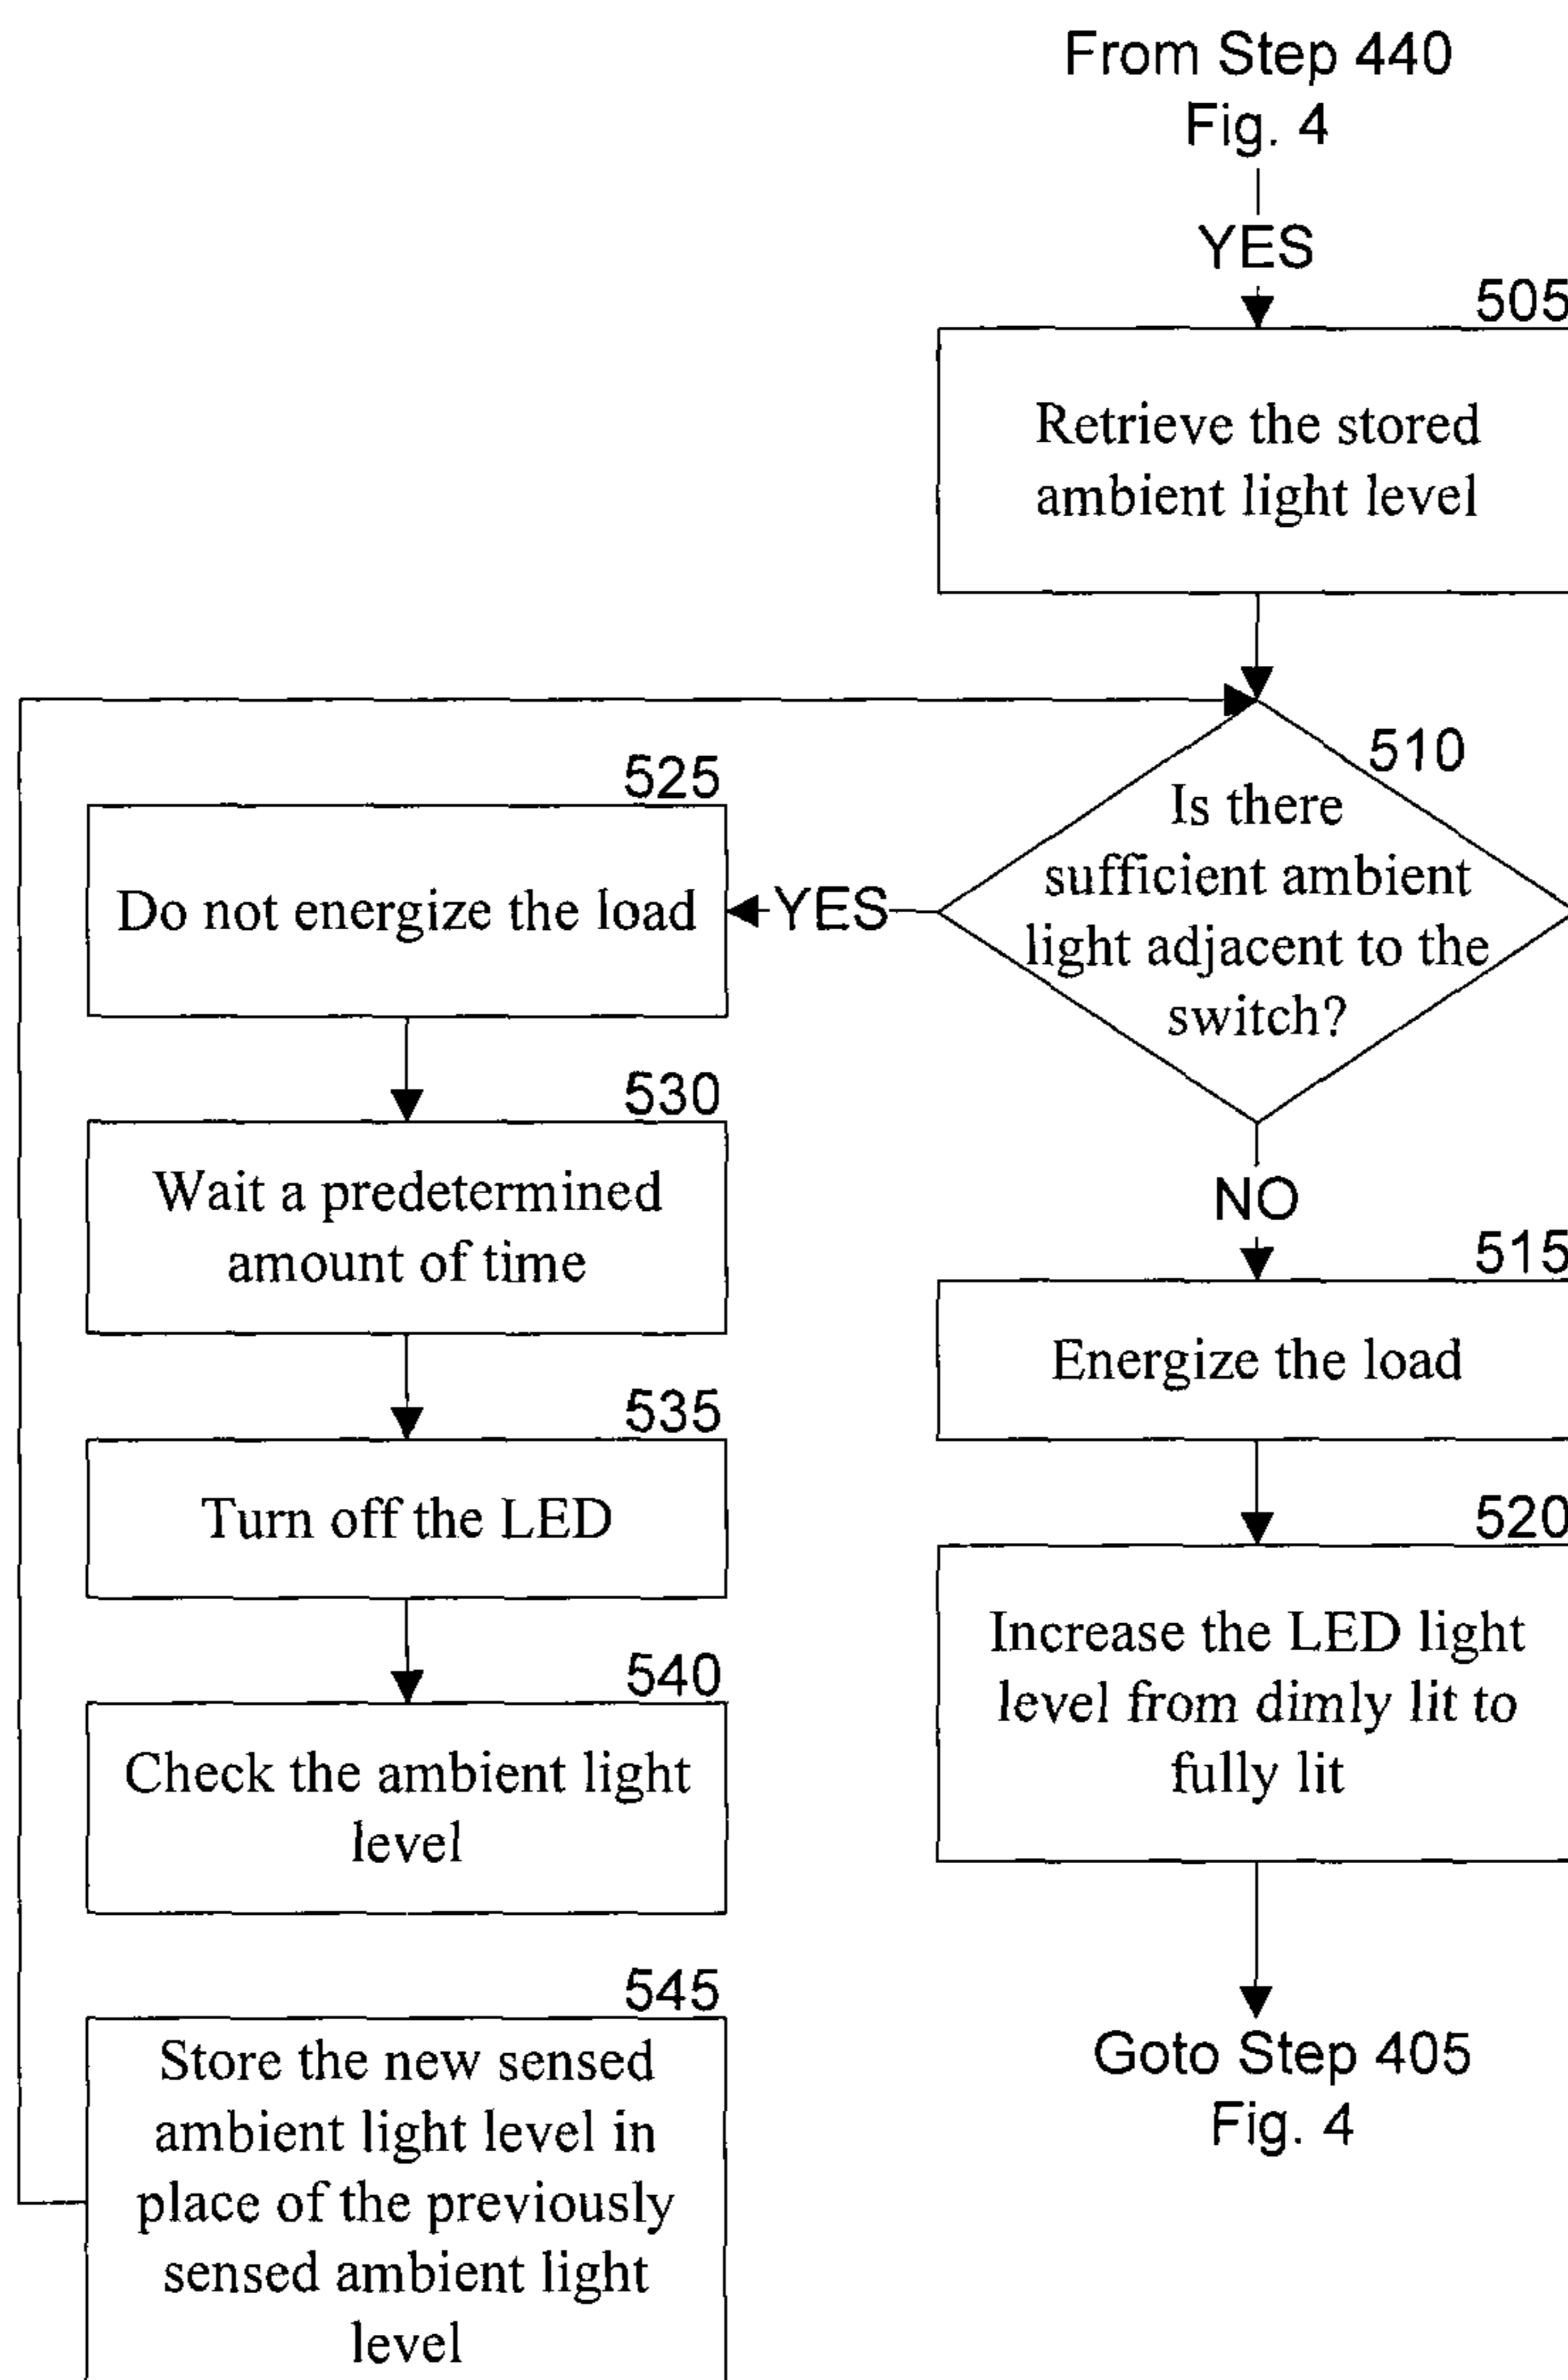 From Step 440
Fig. 4
YES
505
Retrieve the stored
ambient light level
510
Is there
sufficient ambient
light adjacent to the
switch?
YES
525
Do not energize the load
530
Wait a predetermined
amount of time
535
Turn off the LED
540
Check the ambient light
level
545
Store the new sensed
ambient light level in
place of the previously
sensed ambient light
level
NO
515
Energize the load
520
Increase the LED light
level from dimly lit to
fully lit
Goto Step 405
Fig. 4